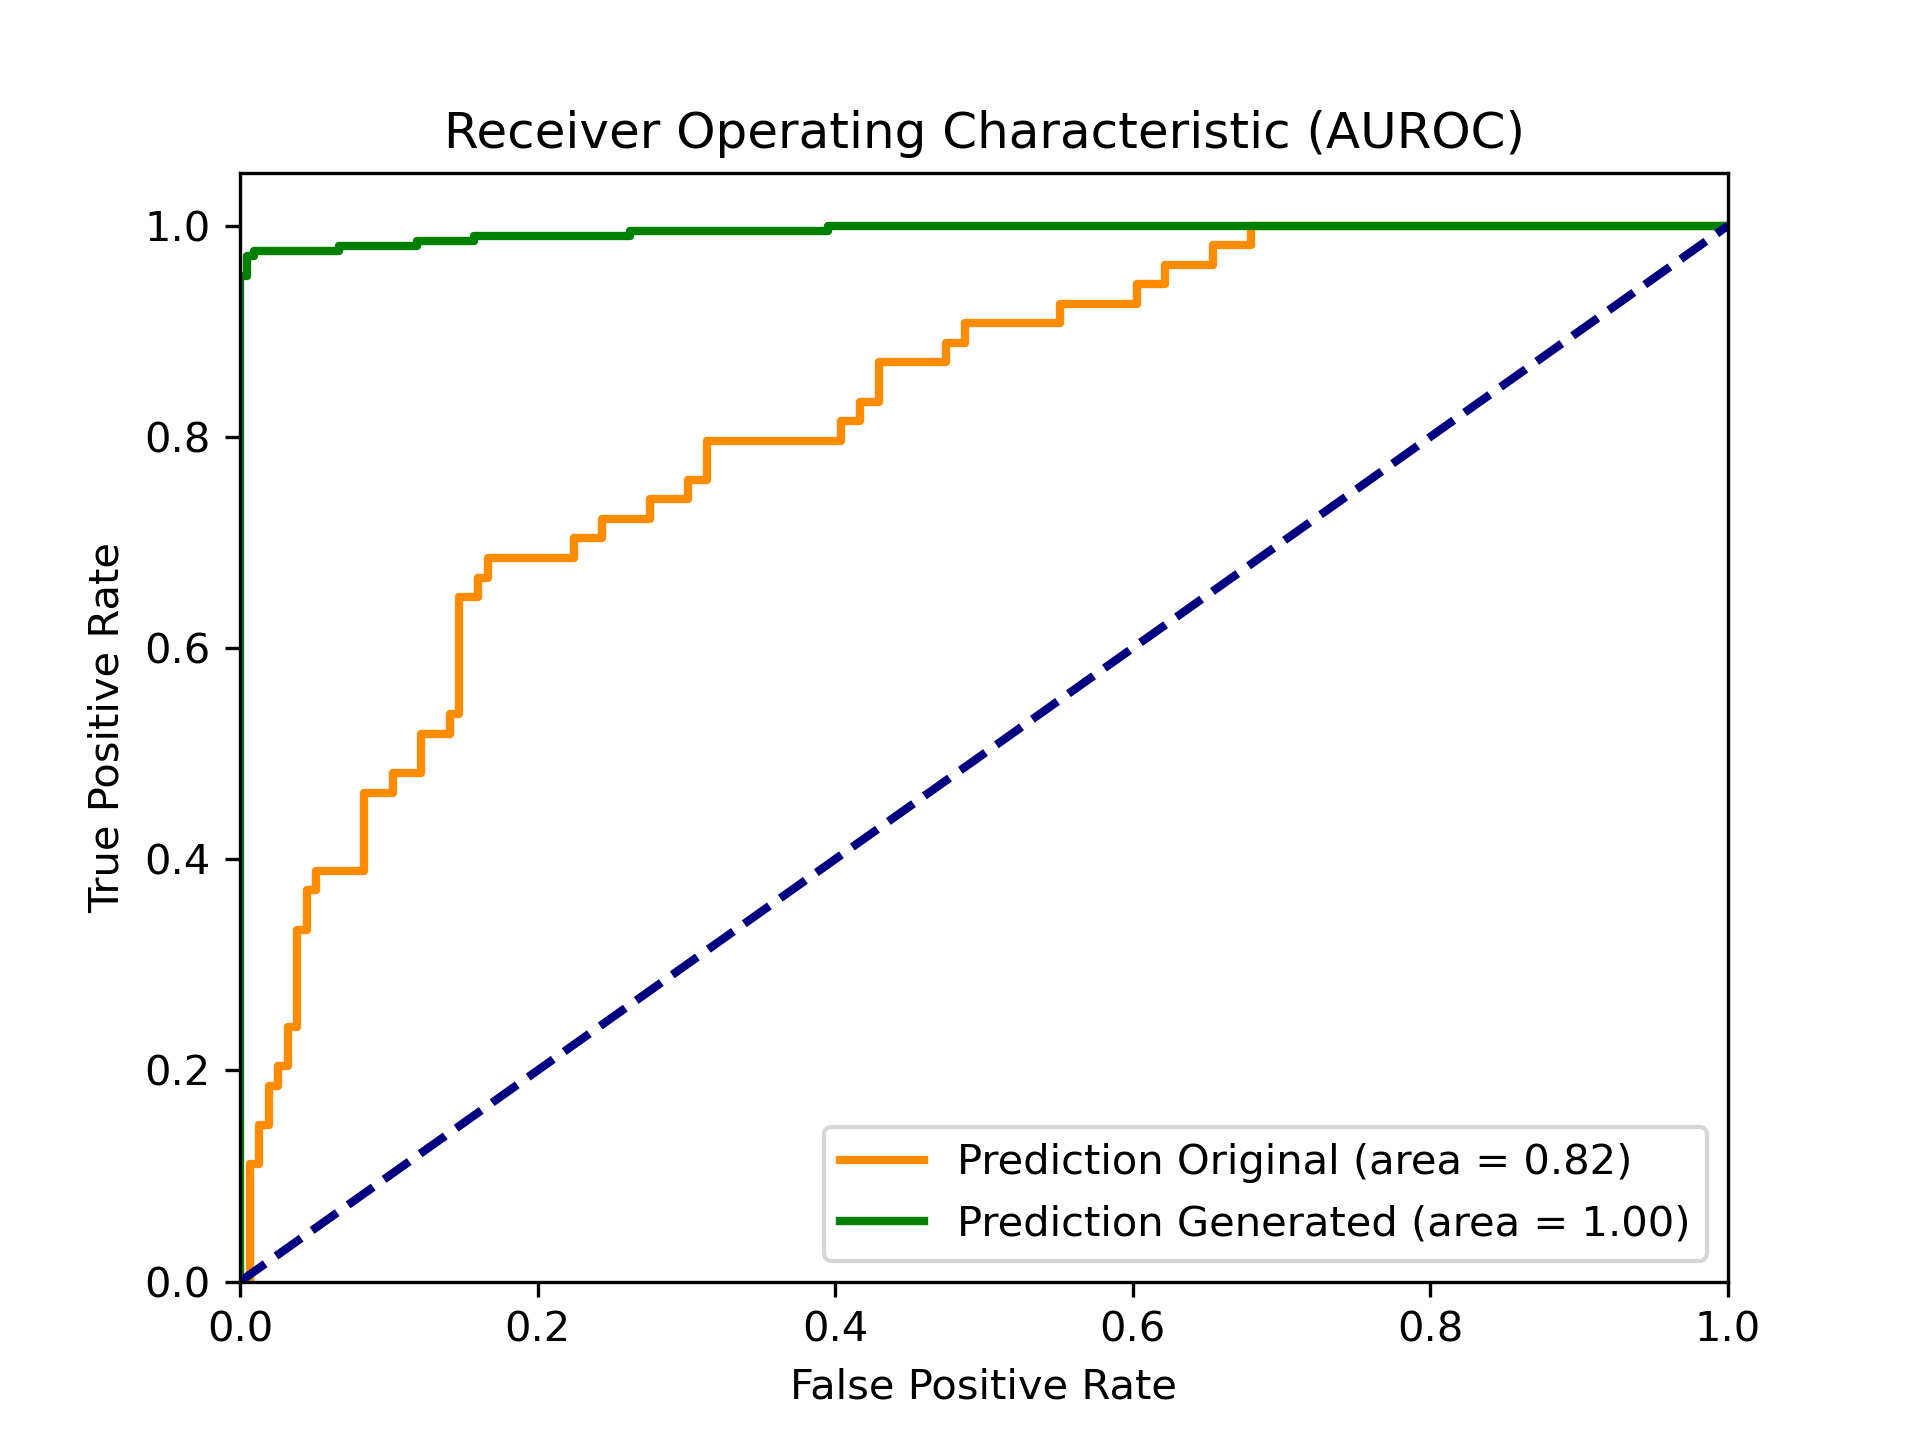 Receiver Operating Characteristic (AUROC)
1.0
0.8
0.6
0.4
0.2
0.0
True Positive Rate
0.0 0.2 0.4 0.6 0.8 1.0
False Positive Rate
Prediction Original (area = 0.82)
Prediction Generated (area = 1.00)